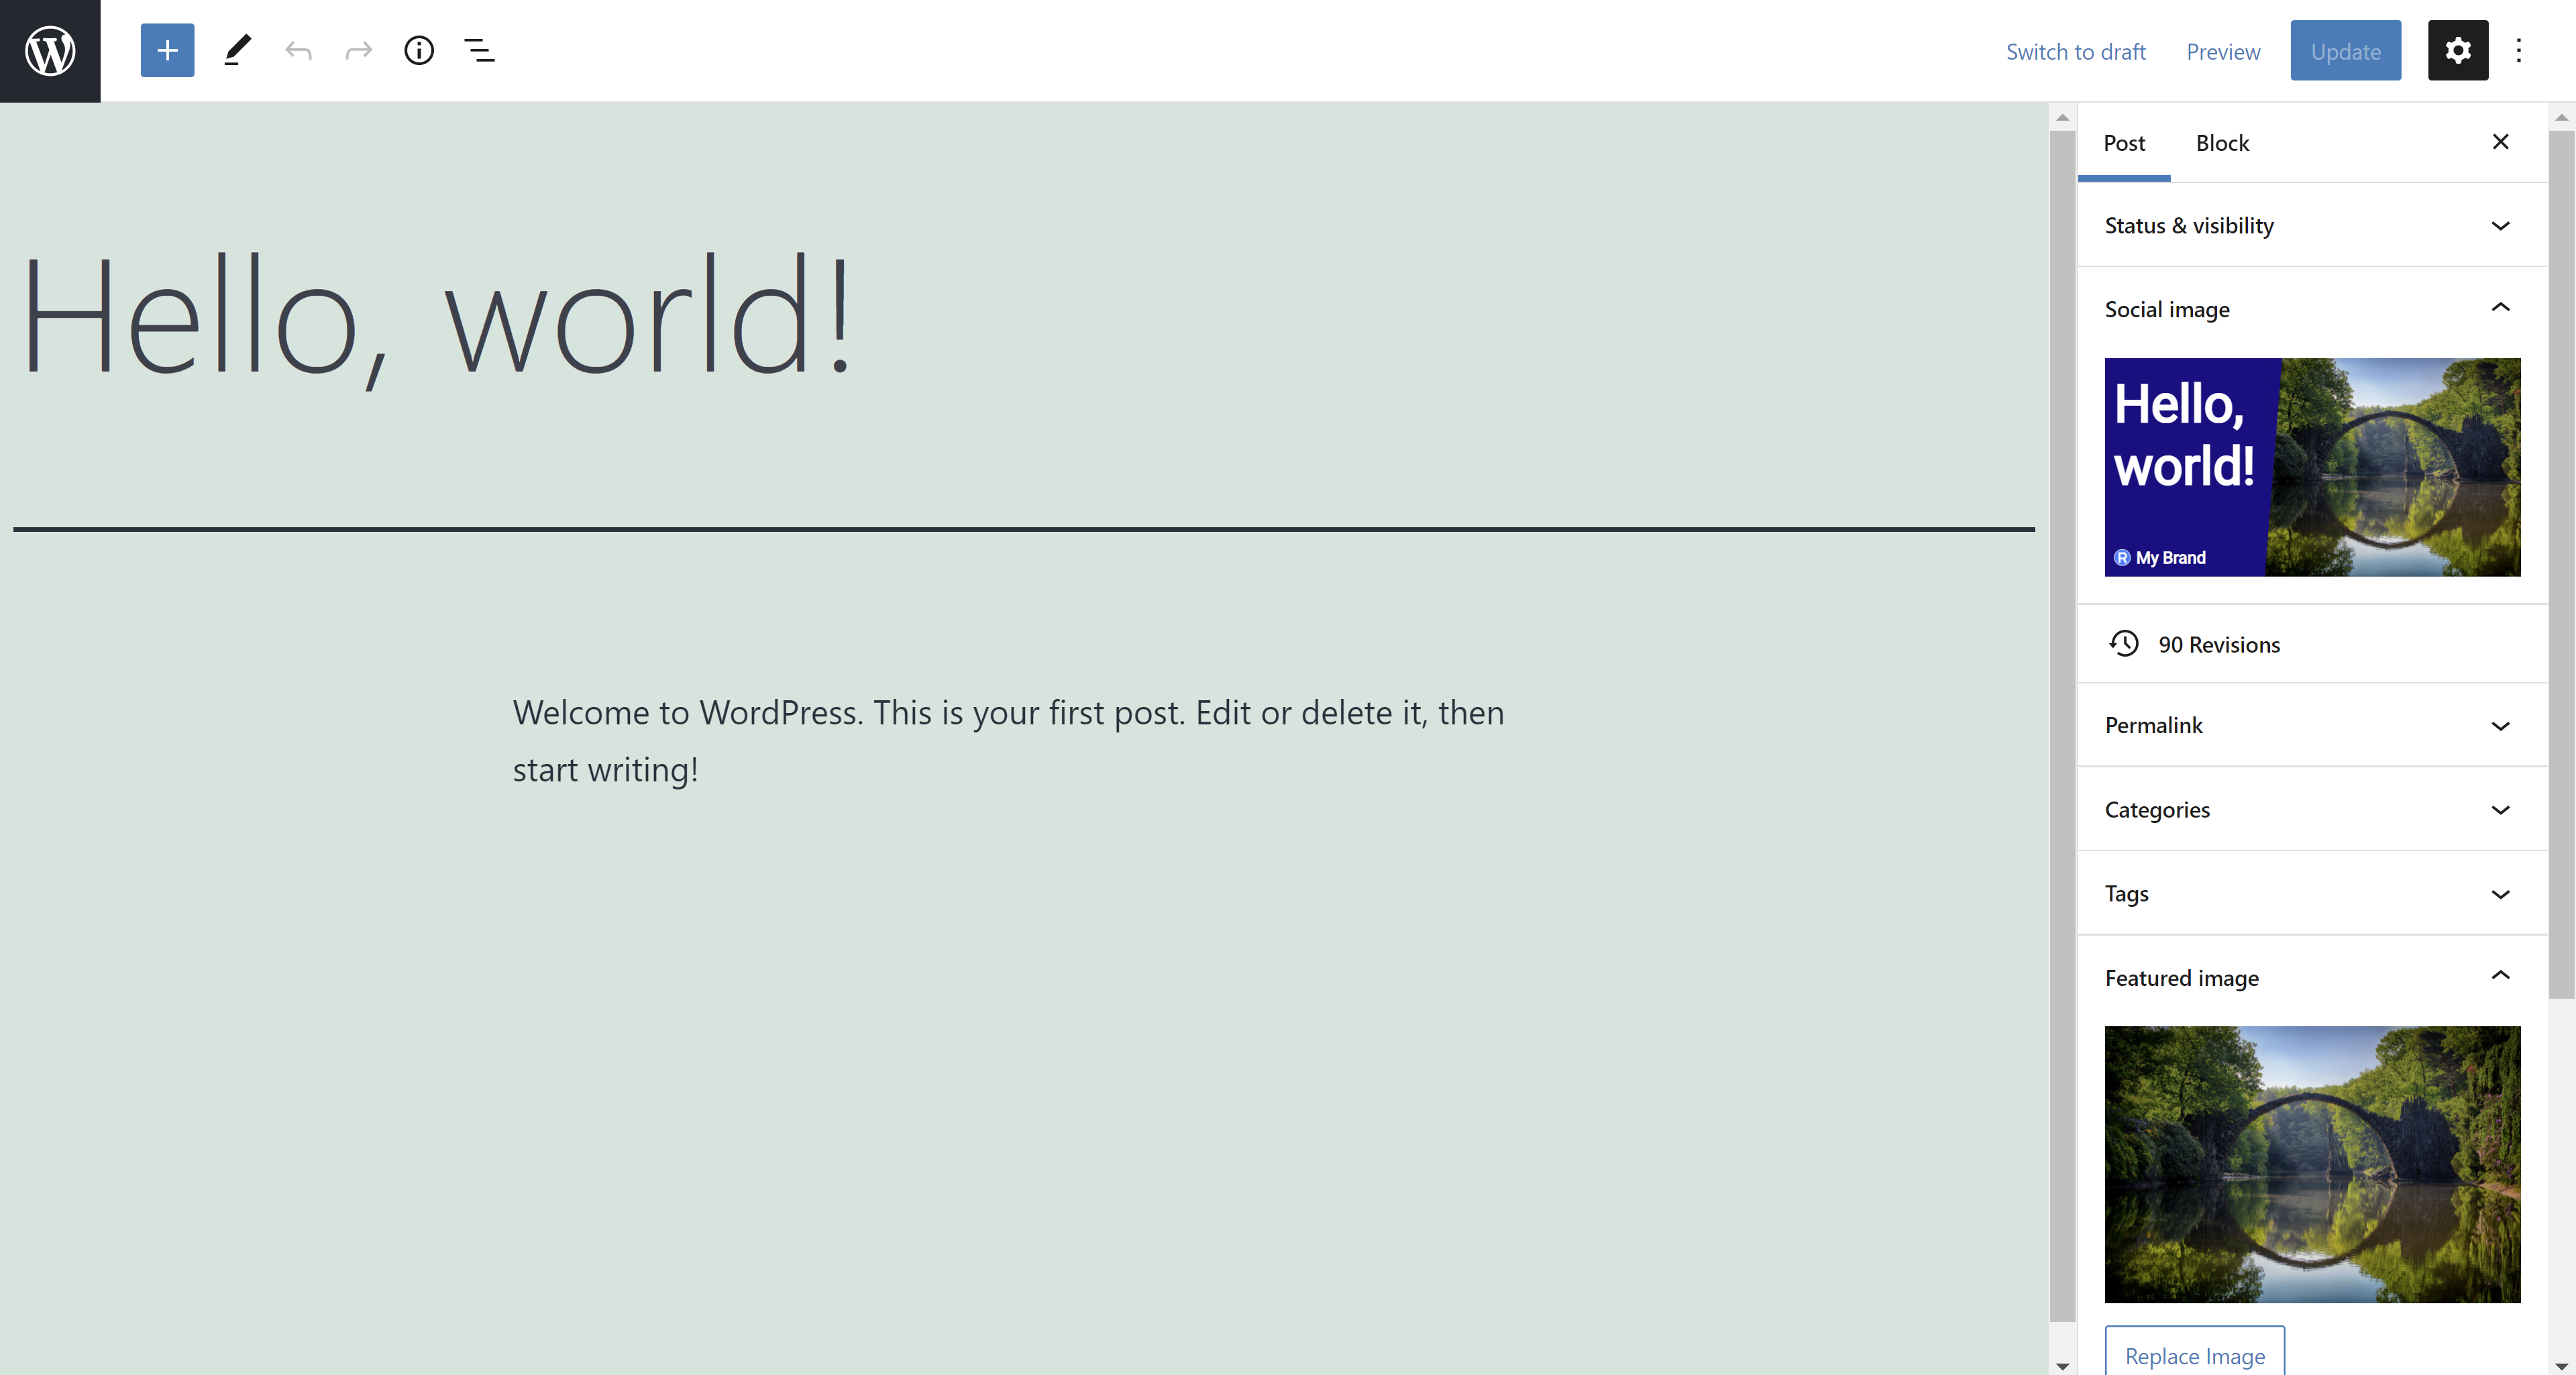 Switch to draft
Preview
Update
Hello, world!
Welcome to WordPress. This is your first post. Edit or delete it, then
start writing!
Post
Block
Status & visibility
Social image
Hello,
world!
R My Brand
90 Revisions
Permalink
Categories
Tags
Featured image
Replace Image